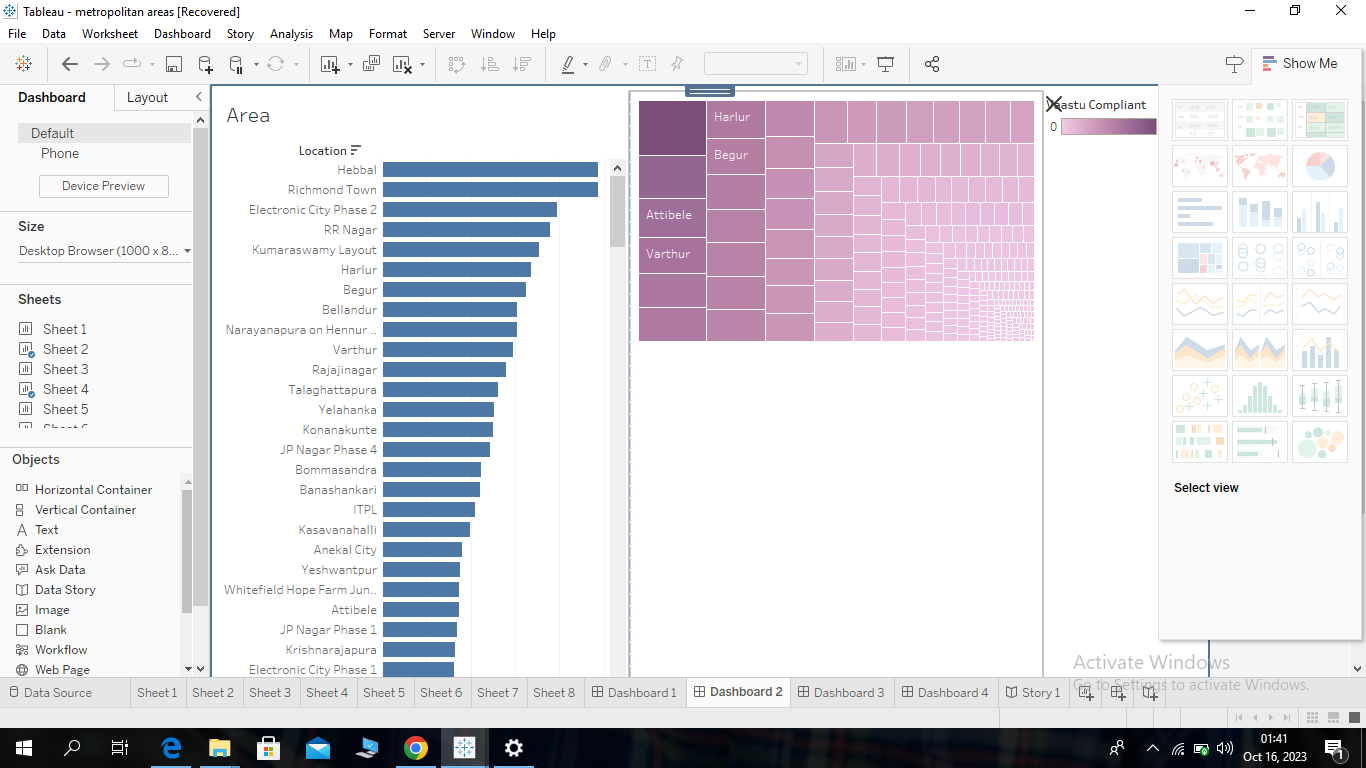 Tableau - metropolitan areas [Recovered]
File Data Worksheet Dashboard Story Analysis Map Format Server Window Help
Show Me
Dashboard Layout
Default
Phone
Device Preview
Size
Desktop Browser (1000 x 8...
Sheets
Sheet 1
Sheet 2
Sheet 3
Sheet 4
Sheet 5
Objects
Horizontal Container
Vertical Container
Text
Extension
Ask Data
Data Story
Image
Blank
Workflow
Web Page
Area
Location
Hebbal
Richmond Town
Electronic City Phase 2
RR Nagar
Kumaraswamy Layout
Harlur
Begur
Bellandur
Narayanapura on Hennur ..
Varthur
Rajajinagar
Talaghattapura
Yelahanka
Konanakunte
JP Nagar Phase 4
Bommasandra
Banashankari
ITPL
Kasavanahalli
Anekal City
Yeshwantpur
Whitefield Hope Farm Jun..
Attibele
JP Nagar Phase 1
Krishnarajapura
Electronic City Phase 1
Harlur
Begur
Attibele
Varthur
Vaastu Compliant
0
Select view
Activate Windows
Go to Settings to activate Windows.
Data Source Sheet 1 Sheet 2 Sheet 3 Sheet 4 Sheet 5 Sheet 6 Sheet 7 Sheet 8 Dashboard 1 Dashboard 2 Dashboard 3 Dashboard 4 Story 1
01:41
Oct 16, 2023
1